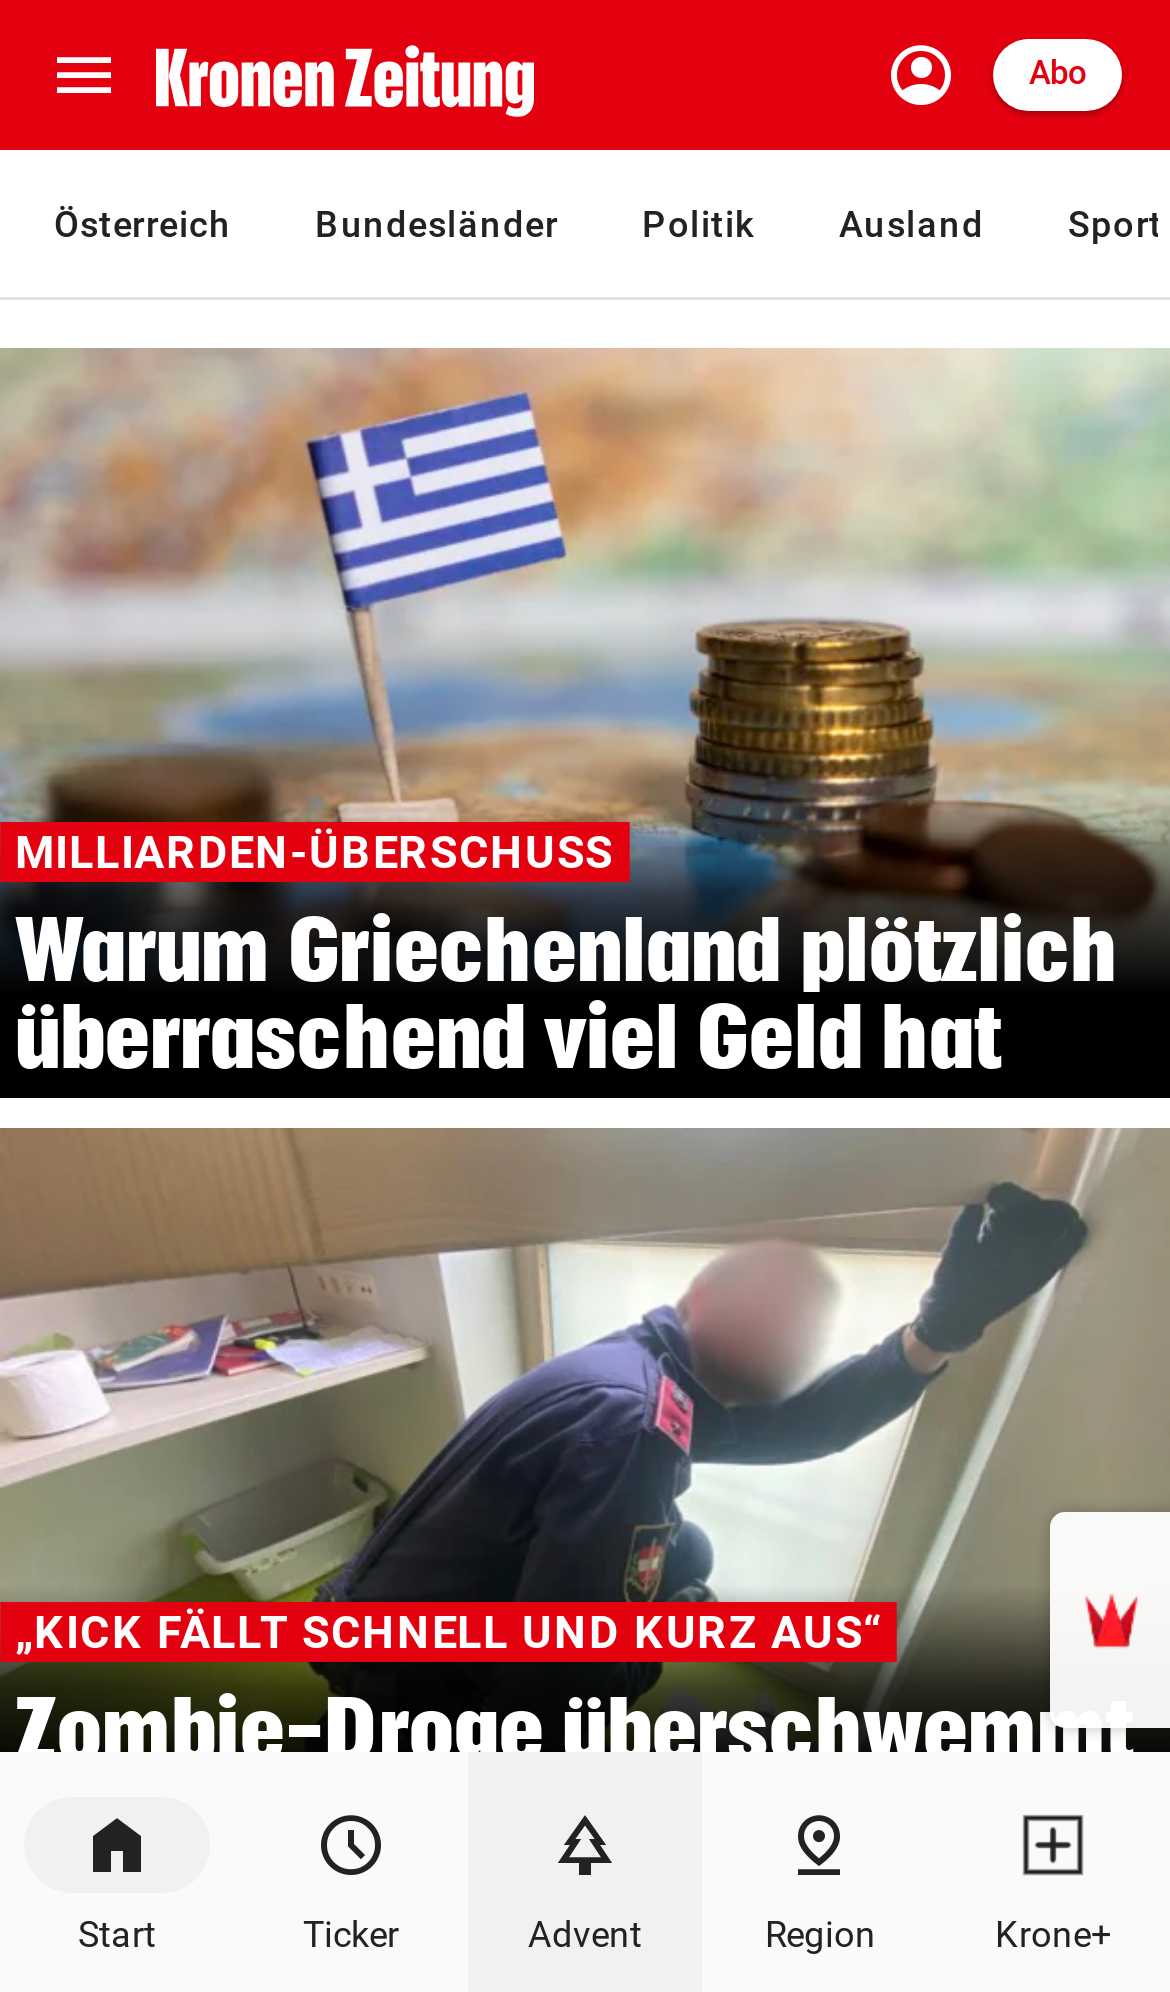 Kronen Zeitung
Abo
Österreich Bundesländer Politik Ausland Sport
MILLIARDEN-ÜBERSCHUSS
Warum Griechenland plötzlich
überraschend viel Geld hat
„KICK FÄLLT SCHNELL UND KURZ AUS“
Zombie-Droge überschwemmt
Start Ticker Advent Region Krone+